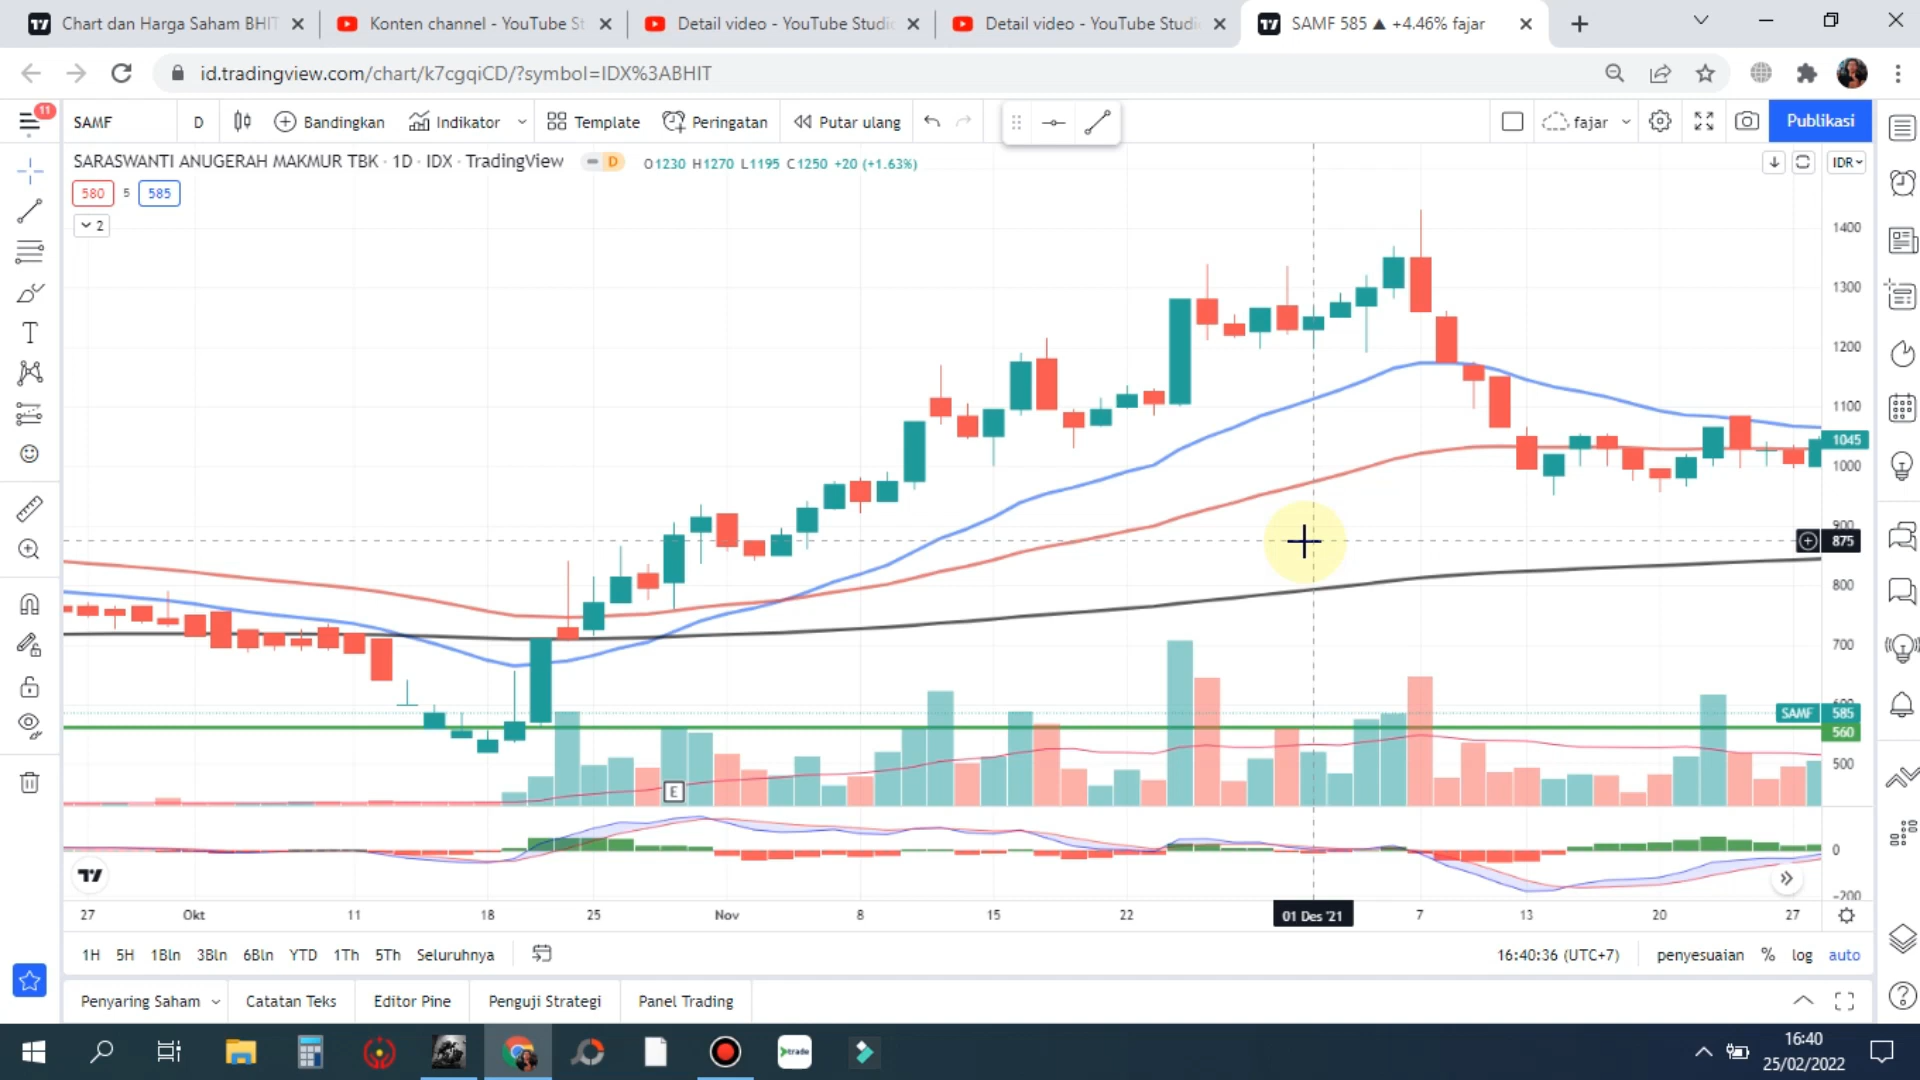 Chart dan Harga Saham BHIT
Konten channel - YouTube St
Detail video - YouTube Studio
Detail video - YouTube Studio
SAMF 585 ▲ +4.46% fajar
id.tradingview.com/chart/k7cgqiCD/?symbol=IDX%3ABHIT
11
SAMF
D
Bandingkan
Indikator
Template
Peringatan
Putar ulang
fajar
Publikasi
SARASWANTI ANUGERAH MAKMUR TBK · 1D · IDX · TradingView
D
O1230 H1270 L1195 C1250 +20 (+1.63%)
IDR
580
5
585
2
1400
1300
1200
1100
1045
1000
900
875
800
700
600
SAMF 585
560
500
E
0
-200
27
Okt
11
18
25
Nov
8
15
22
01 Des '21
7
13
20
27
1H
5H
1Bln
3Bln
6Bln
YTD
1Th
5Th
Seluruhnya
16:40:36 (UTC+7)
penyesuaian
%
log
auto
Penyaring Saham
Catatan Teks
Editor Pine
Penguji Strategi
Panel Trading
trade
16:40
25/02/2022